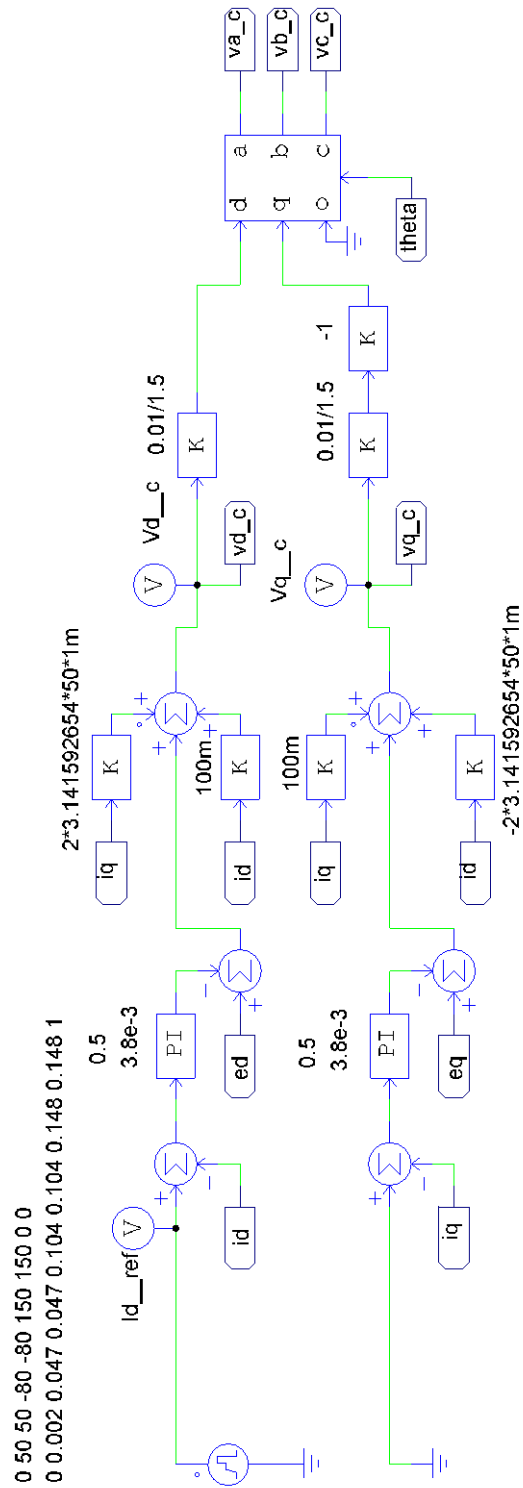 0 50 50 -80 -80 150 150 0 0
0 0.002 0.047 0.047 0.104 0.104 0.148 0.148 1
Id__ref
V
+
Σ
−
id
0.5
3.8e-3
PI
−
Σ
+
ed
2*3.141592654*50*1m
iq
K
+
+
Σ
+
100m
id
K
V
Vd__c
vd_c
0.01/1.5
K
+
Σ
−
iq
0.5
3.8e-3
PI
−
Σ
+
eq
100m
iq
K
+
+
Σ
+
id
K
-2*3.141592654*50*1m
V
Vq__c
vq_c
0.01/1.5
K
-1
K
d a
q b
o c
theta
va_c
vb_c
vc_c